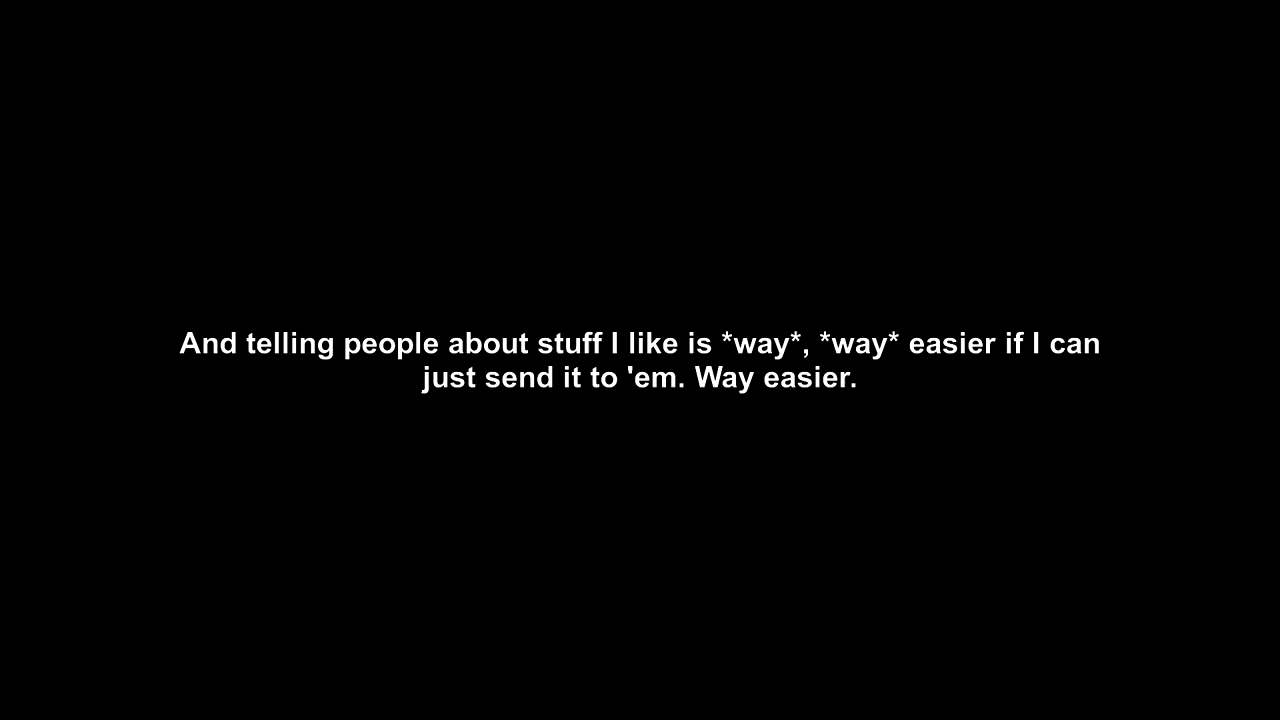 And telling people about stuff I like is *way*, *way* easier if I can
just send it to 'em. Way easier.